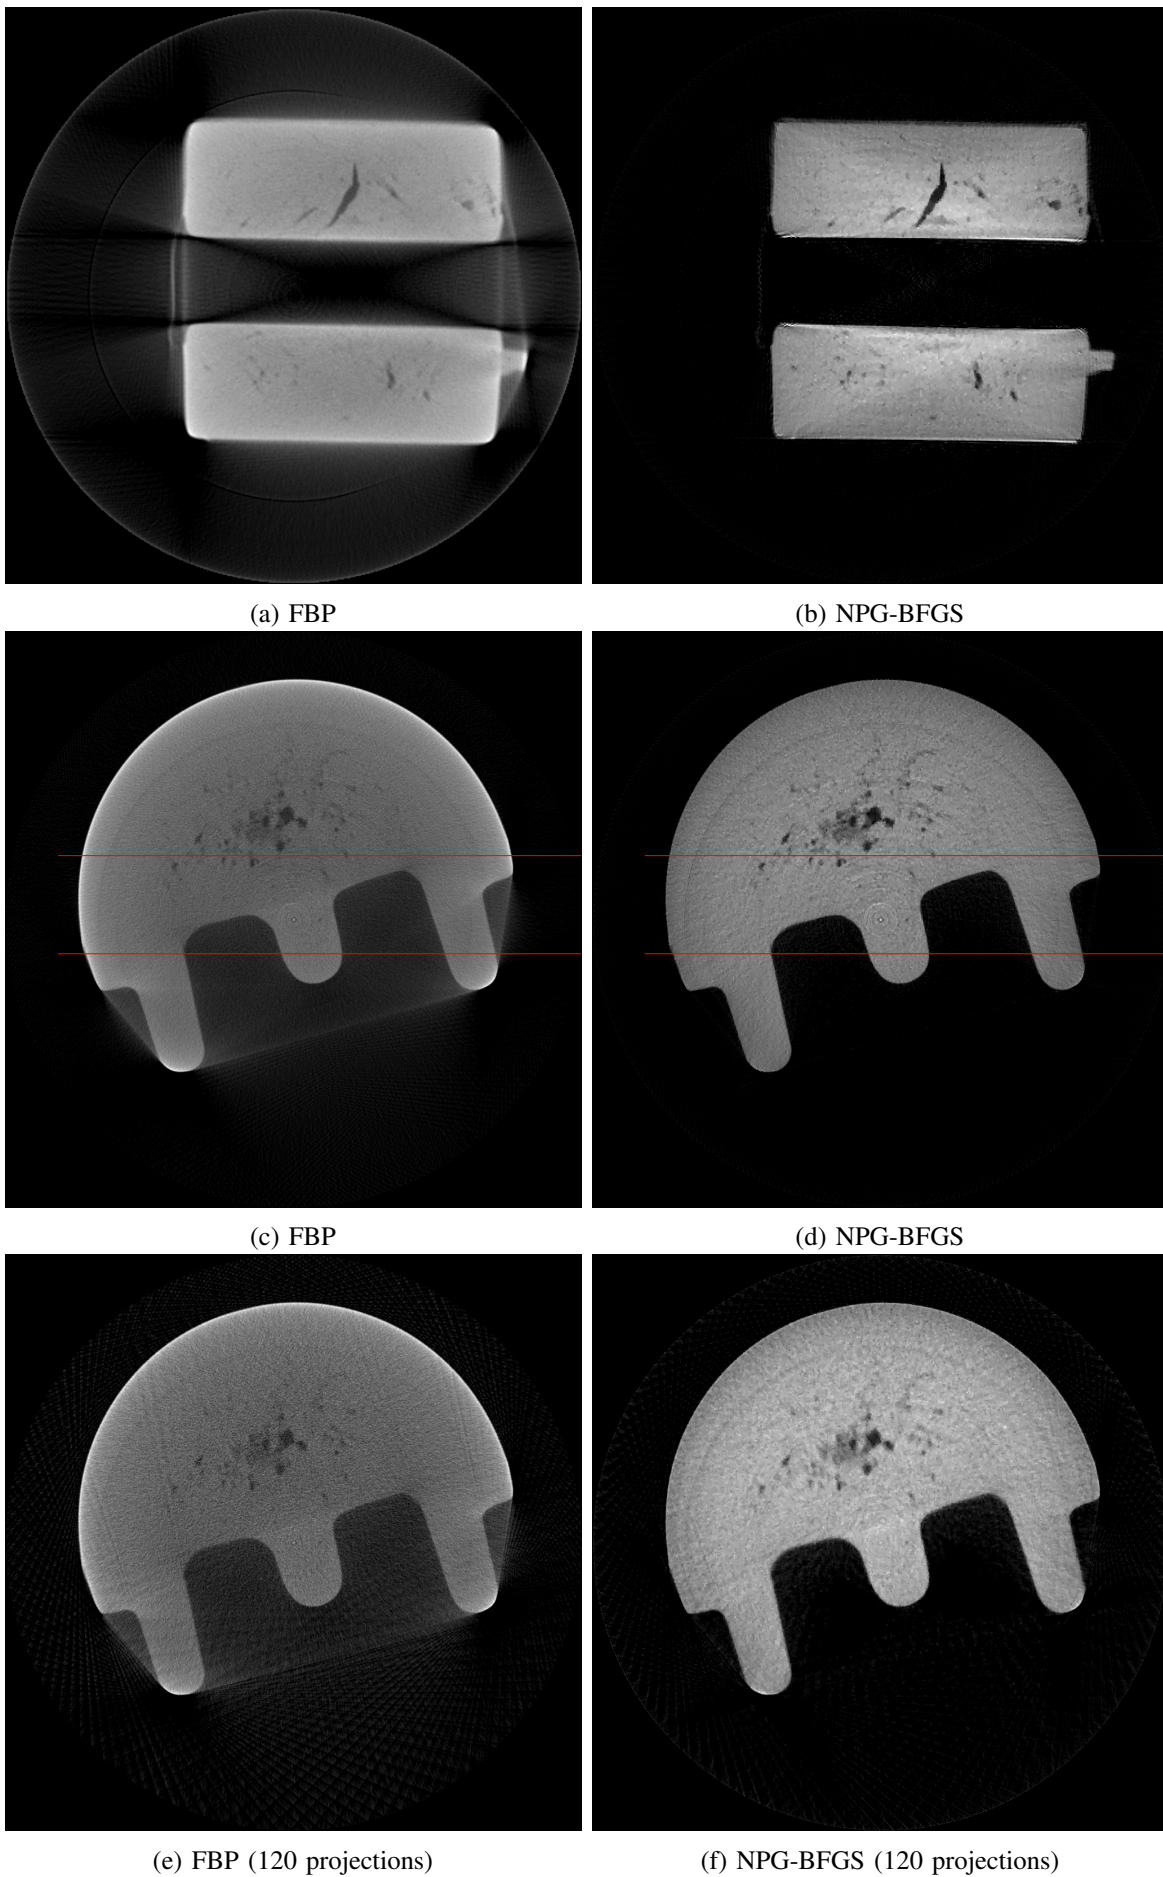 (a) FBP
(b) NPG-BFGS
(c) FBP
(d) NPG-BFGS
(e) FBP (120 projections)
(f) NPG-BFGS (120 projections)